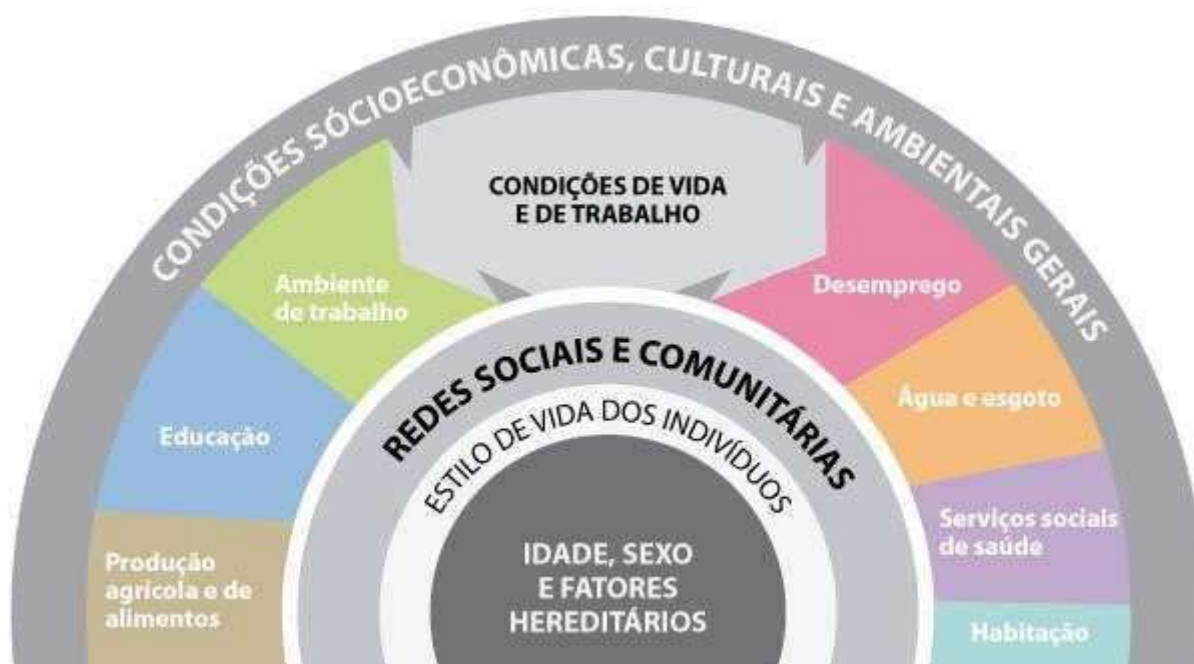 CONDIÇÕES SÓCIOECONÔMICAS, CULTURAIS E AMBIENTAIS GERAIS
CONDIÇÕES DE VIDA
E DE TRABALHO
Ambiente
de trabalho
Desemprego
REDES SOCIAIS E COMUNITÁRIAS
Água e esgoto
ESTILO DE VIDA DOS INDIVÍDUOS
Educação
Serviços sociais
de saúde
IDADE, SEXO
E FATORES
HEREDITÁRIOS
Produção
agrícola e de
alimentos
Habitação